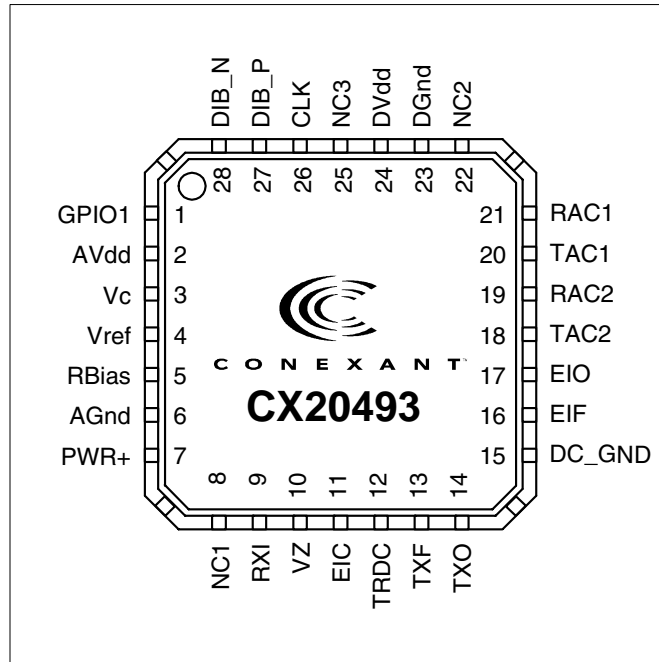 DIB_N
DIB_P
CLK
NC3
DVdd
DGnd
NC2
28
27
26
25
24
23
22
GPIO1 1
AVdd 2
Vc 3
Vref 4
RBias 5
AGnd 6
PWR+ 7
21 RAC1
20 TAC1
19 RAC2
18 TAC2
17 EIO
16 EIF
15 DC_GND
CONEXANT
CX20493
8
9
10
11
12
13
14
NC1
RXI
VZ
EIC
TRDC
TXF
TXO